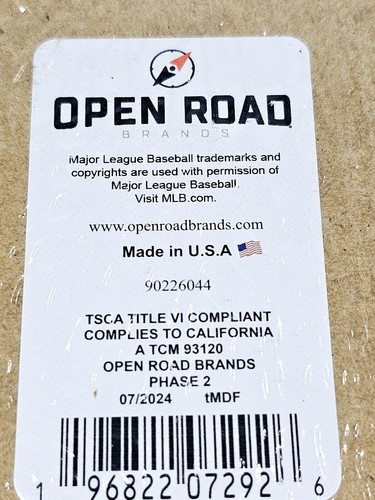 OPEN ROAD
BRANDS
Major League Baseball trademarks and
copyrights are used with permission of
Major League Baseball.
Visit MLB.com.
www.openroadbrands.com
Made in U.S.A
90226044
TSCA TITLE VI COMPLIANT
COMPLIES TO CALIFORNIA
A TCM 93120
OPEN ROAD BRANDS
PHASE 2
07/2024 tMDF
1 96822 07292 6